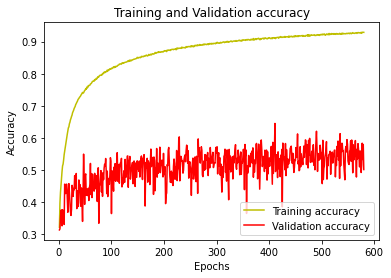 Training and Validation accuracy
Accuracy
0.9
0.8
0.7
0.6
0.5
0.4
0.3
0
100
200
300
400
500
600
Epochs
Training accuracy
Validation accuracy